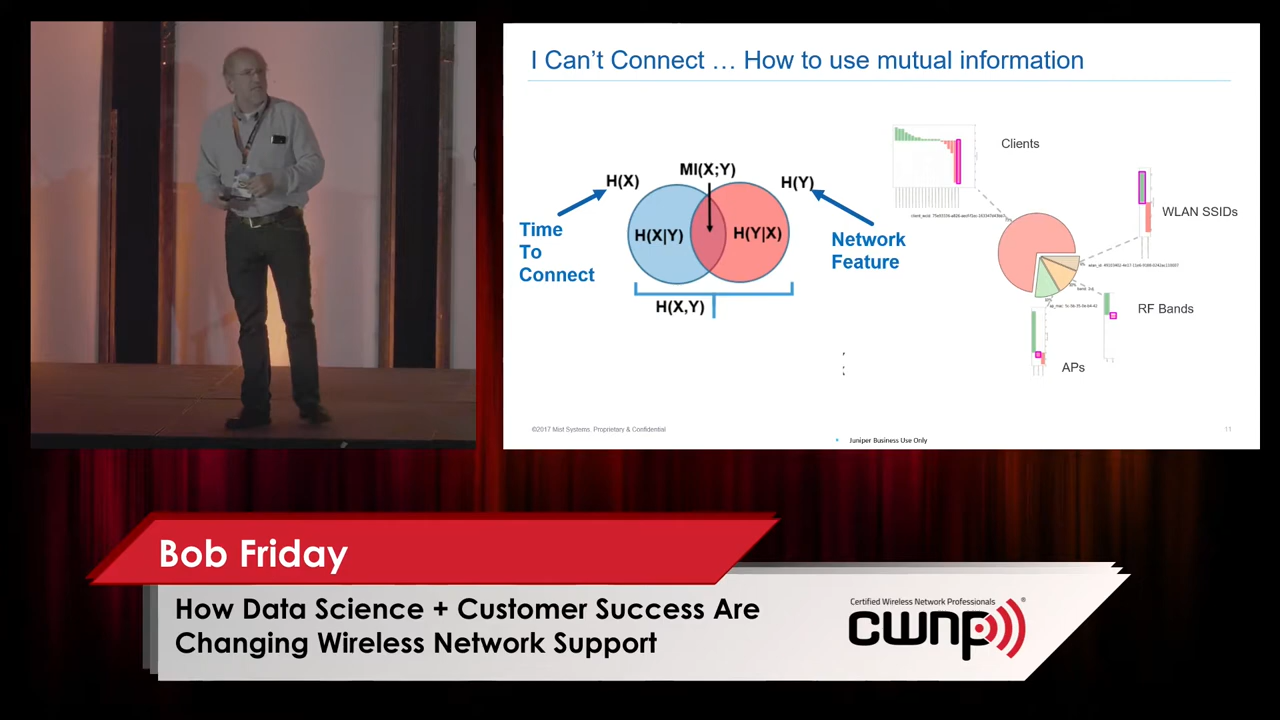 I Can't Connect … How to use mutual information
Clients
MI(X;Y)
H(X)
H(Y)
WLAN SSIDs
Time
To
Connect
H(X|Y)
H(Y|X)
Network
Feature
H(X,Y)
RF Bands
APs
©2017 Mist Systems. Proprietary & Confidential
11
Juniper Business Use Only
Bob Friday
How Data Science + Customer Success Are
Changing Wireless Network Support
Certified Wireless Network Professionals
cwnp